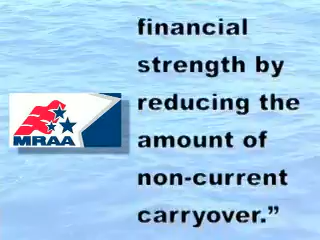 financial
strength by
reducing the
amount of
non-current
carryover.”
MRAA